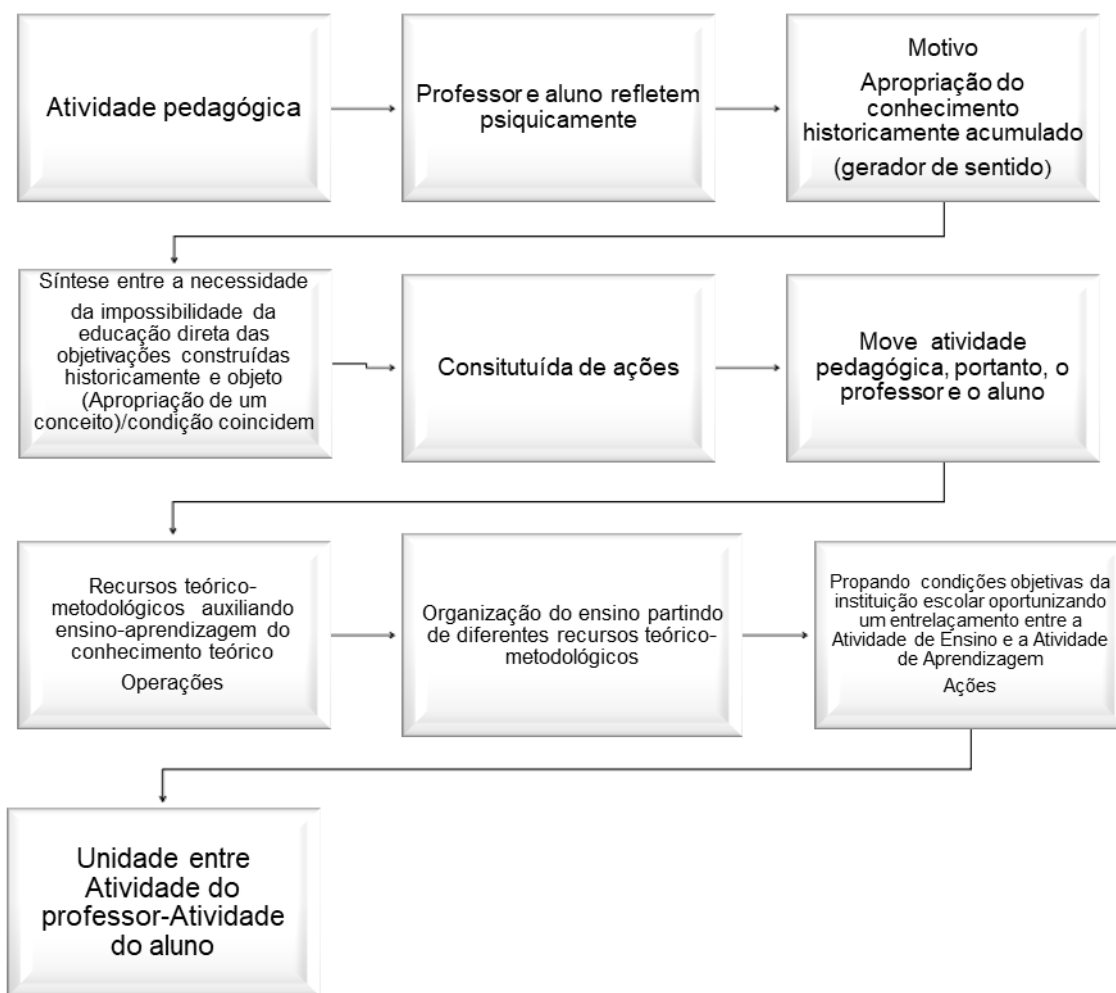 Atividade pedagógica
Professor e aluno refletem
psiquicamente
Motivo
Apropriação do
conhecimento
historicamente acumulado
(gerador de sentido)
Síntese entre a necessidade
da impossibilidade da
educação direta das
objetivações construídas
historicamente e objeto
(Apropriação de um
conceito)/condição coincidem
Consitutuída de ações
Move atividade
pedagógica, portanto, o
professor e o aluno
Recursos teórico-
metodológicos auxiliando
ensino-aprendizagem do
conhecimento teórico
Operações
Organização do ensino partindo
de diferentes recursos teórico-
metodológicos
Propando condições objetivas da
instituição escolar oportunizando
um entrelaçamento entre a
Atividade de Ensino e a Atividade
de Aprendizagem
Ações
Unidade entre
Atividade do
professor-Atividade
do aluno